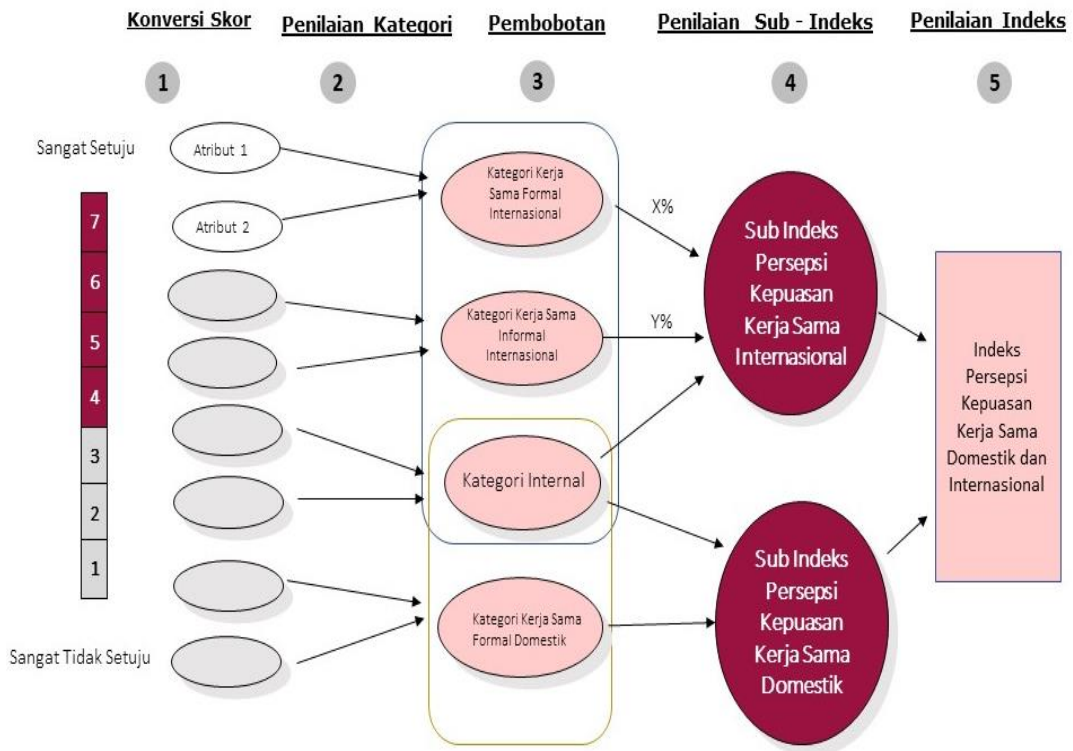 Konversi Skor
Penilaian Kategori
Pembobotan
Penilaian Sub - Indeks
Penilaian Indeks
1
2
3
4
5
Sangat Setuju
7
6
5
4
3
2
1
Sangat Tidak Setuju
Atribut 1
Atribut 2
Kategori Kerja
Sama Formal
Internasional
Kategori Kerja Sama
Informal
Internasional
Kategori Internal
Kategori Kerja Sama
Formal Domestik
X%
Y%
Sub Indeks
Persepsi
Kepuasan
Kerja Sama
Internasional
Sub Indeks
Persepsi
Kepuasan
Kerja Sama
Domestik
Indeks
Persepsi
Kepuasan
Kerja Sama
Domestik dan
Internasional